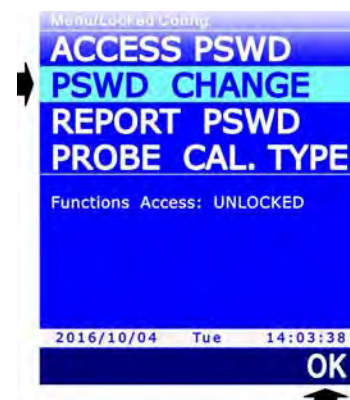 Menu/Locked Config.
ACCESS PSWD
PSWD CHANGE
REPORT PSWD
PROBE CAL. TYPE
Functions Access: UNLOCKED
2016/10/04 Tue 14:03:38
OK